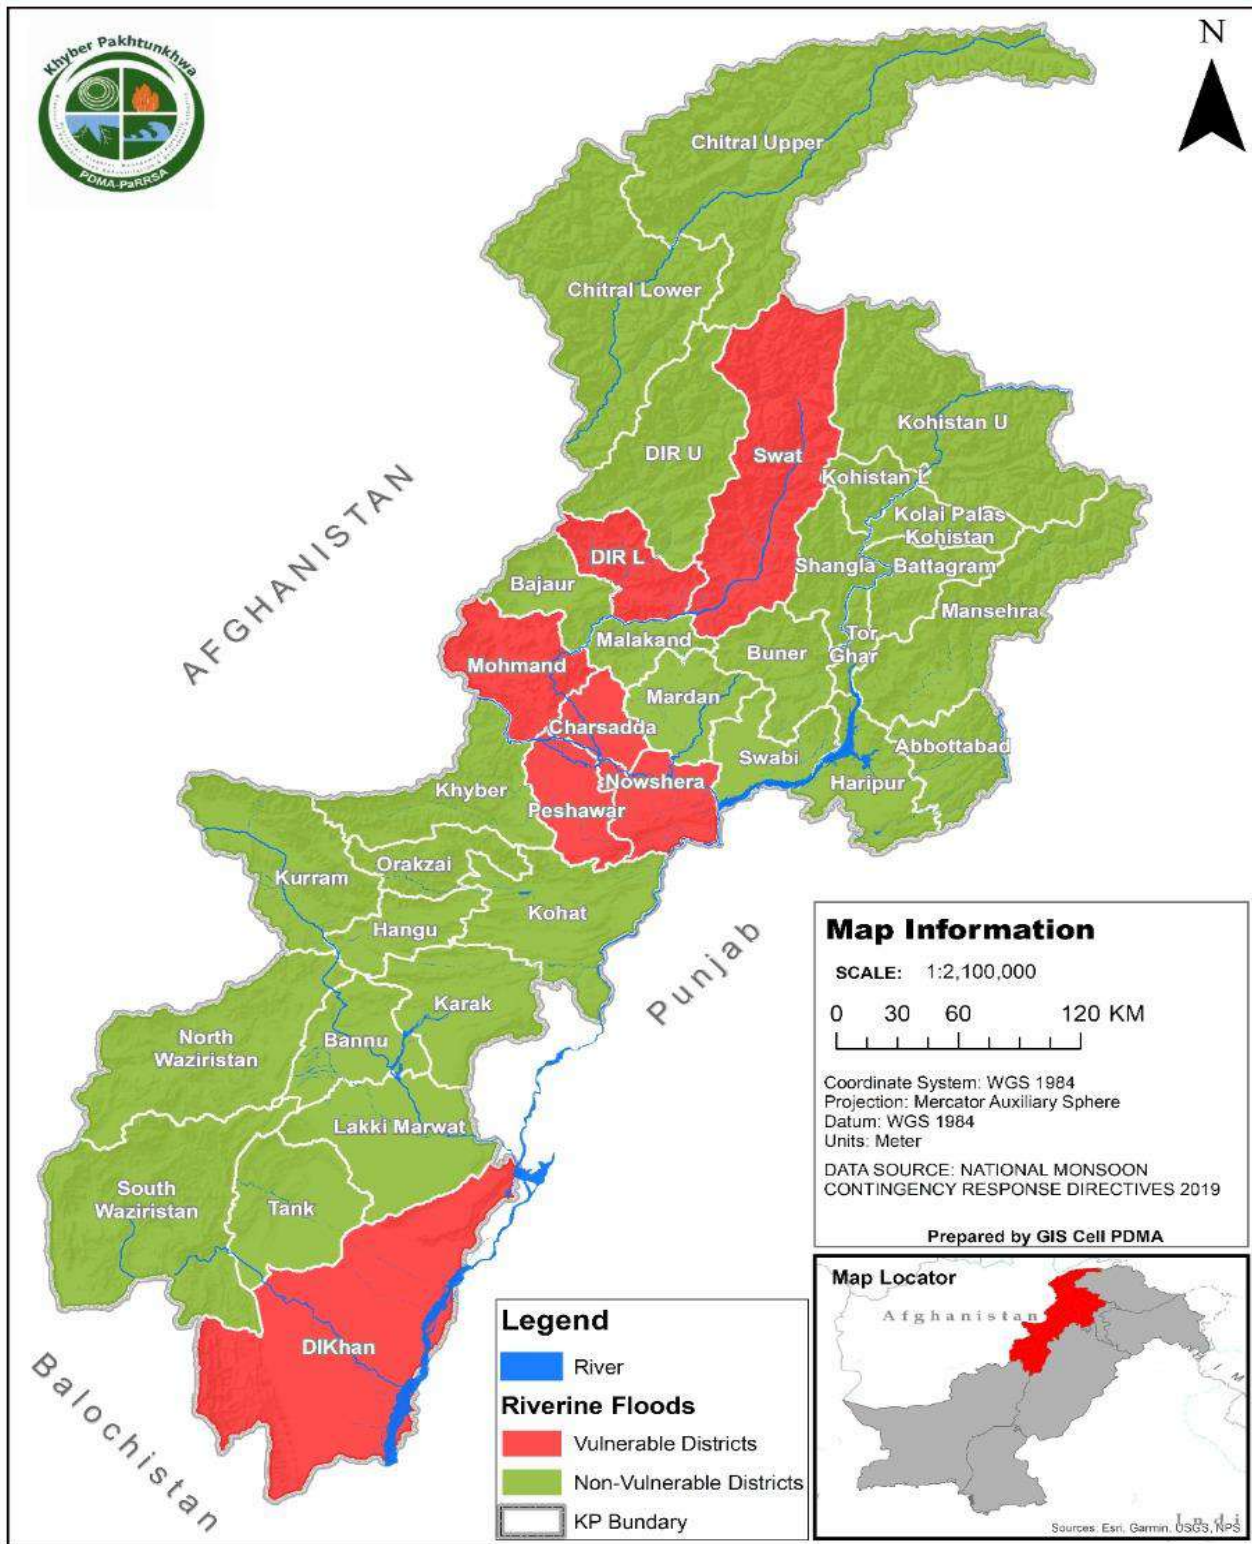 Khyber Pakhtunkhwa
PDMA-PaRRSA
N
Chitral Upper
Chitral Lower
Kohistan U
DIR U
Swat
Kohistan L
Kolai Palas
Kohistan
DIR L
Shangla
Battagram
Bajaur
Mansehra
Malakand
Tor
Ghar
Buner
Mohmand
Mardan
Charsadda
Abbottabad
Swabi
Haripur
Nowshera
Khyber
Peshawar
Orakzai
Kurram
Kohat
Hangu
Karak
North
Waziristan
Bannu
Lakki Marwat
South
Waziristan
Tank
DIKhan
AFGHANISTAN
Punjab
Balochistan
Map Information
SCALE: 1:2,100,000
0 30 60 120 KM
Coordinate System: WGS 1984
Projection: Mercator Auxiliary Sphere
Datum: WGS 1984
Units: Meter
DATA SOURCE: NATIONAL MONSOON
CONTINGENCY RESPONSE DIRECTIVES 2019
Prepared by GIS Cell PDMA
Legend
River
Riverine Floods
Vulnerable Districts
Non-Vulnerable Districts
KP Bundary
Map Locator
Afghanistan
I M
I n d i
Sources: Esri, Garmin, USGS, NPS